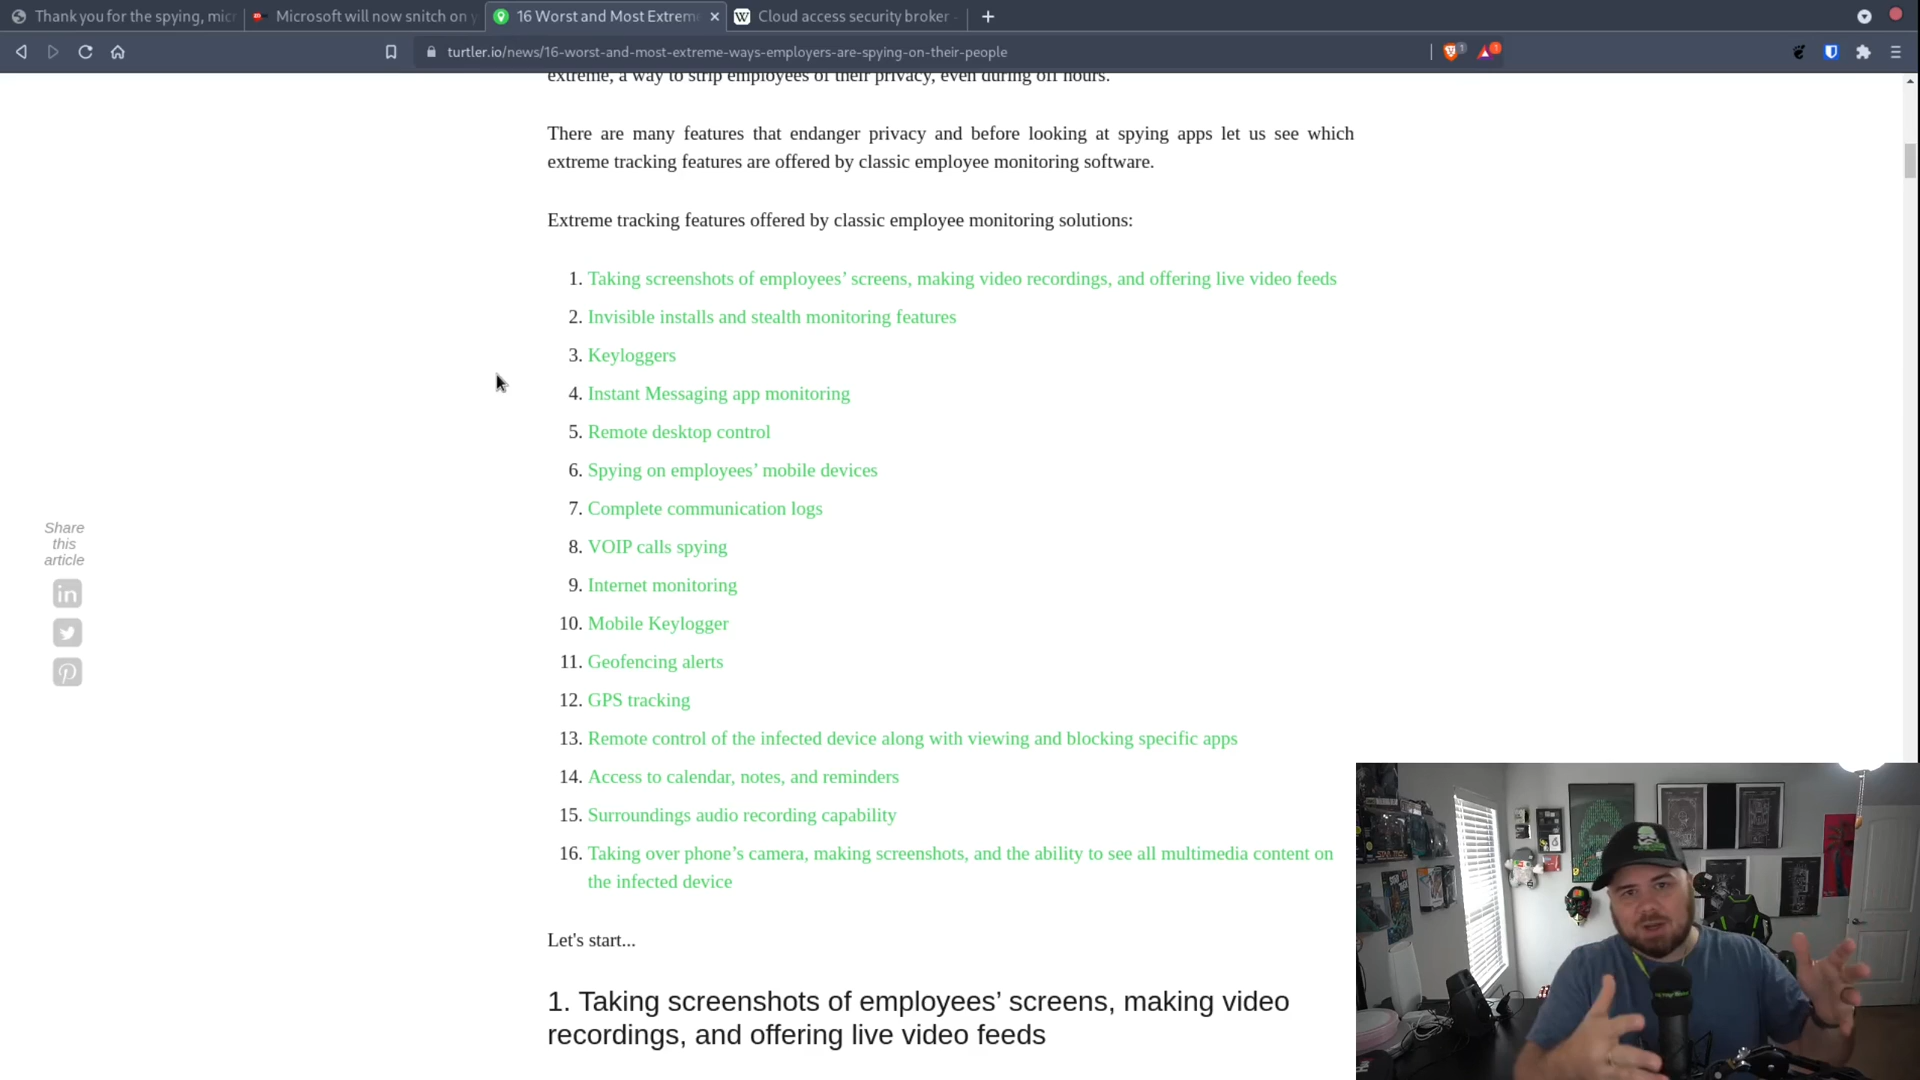 Thank you for the spying, micr
Microsoft will now snitch on y
16 Worst and Most Extreme
Cloud access security broker -
turtler.io/news/16-worst-and-most-extreme-ways-employers-are-spying-on-their-people
1
1
extreme, a way to strip employees of their privacy, even during off hours.
There are many features that endanger privacy and before looking at spying apps let us see which
extreme tracking features are offered by classic employee monitoring software.
Extreme tracking features offered by classic employee monitoring solutions:
1. Taking screenshots of employees’ screens, making video recordings, and offering live video feeds
2. Invisible installs and stealth monitoring features
3. Keyloggers
4. Instant Messaging app monitoring
5. Remote desktop control
6. Spying on employees’ mobile devices
7. Complete communication logs
8. VOIP calls spying
9. Internet monitoring
10. Mobile Keylogger
11. Geofencing alerts
12. GPS tracking
13. Remote control of the infected device along with viewing and blocking specific apps
14. Access to calendar, notes, and reminders
15. Surroundings audio recording capability
16. Taking over phone’s camera, making screenshots, and the ability to see all multimedia content on
the infected device
Share
this
article
in
Let's start...
1. Taking screenshots of employees’ screens, making video
recordings, and offering live video feeds